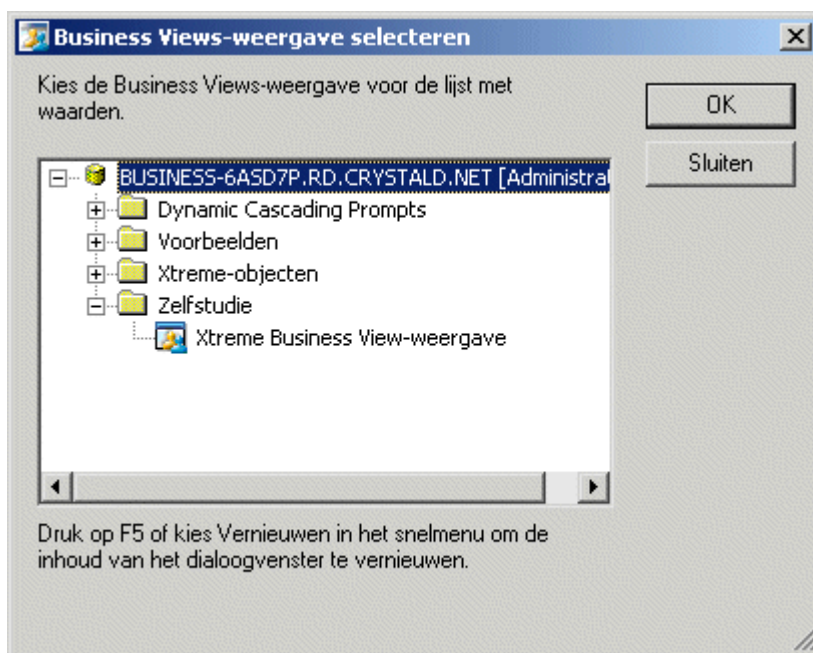 Business Views-weergave selecteren
Kies de Business Views-weergave voor de lijst met
waarden.
OK
Sluiten
BUSINESS-6ASD7P.RD.CRYSTALD.NET [Administra
Dynamic Cascading Prompts
Voorbeelden
Xtreme-objecten
Zelfstudie
Xtreme Business View-weergave
Druk op F5 of kies Vernieuwen in het snelmenu om de
inhoud van het dialoogvenster te vernieuwen.